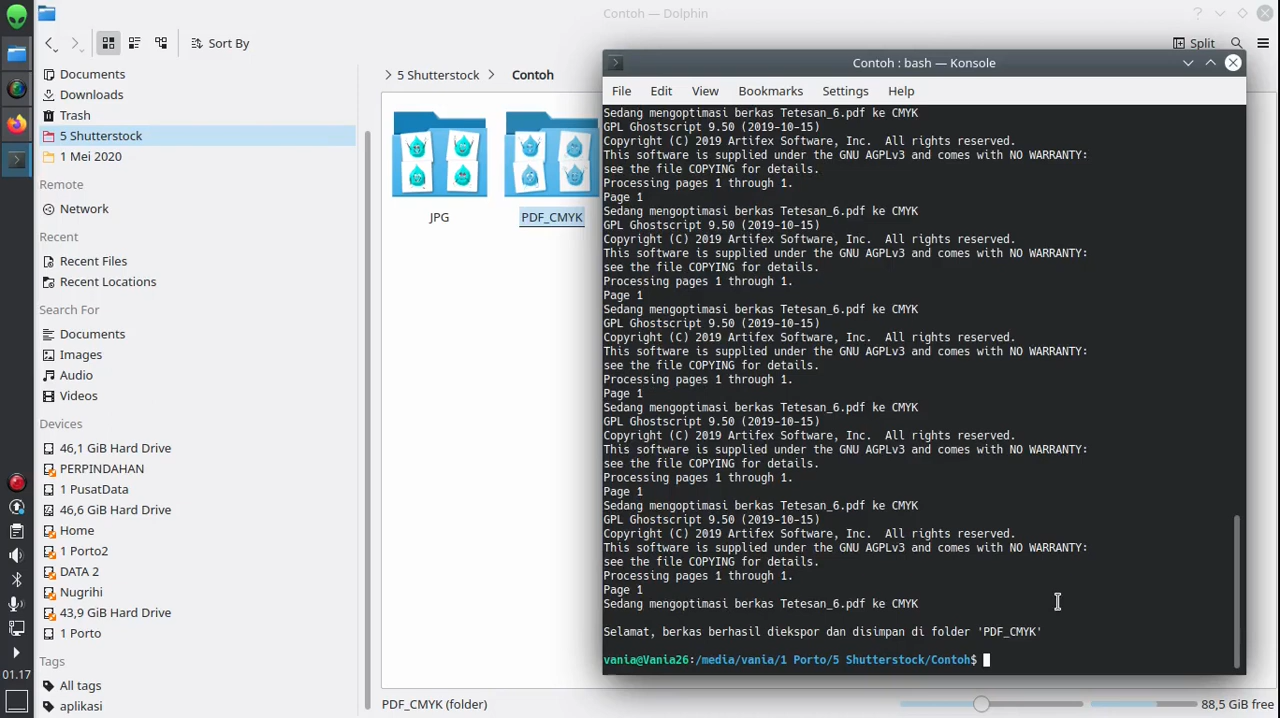 Contoh — Dolphin
Sort By
Split
Documents
Downloads
Trash
5 Shutterstock
1 Mei 2020
Remote
Network
Recent
Recent Files
Recent Locations
Search For
Documents
Images
Audio
Videos
Devices
46,1 GiB Hard Drive
PERPINDAHAN
1 PusatData
46,6 GiB Hard Drive
Home
1 Porto2
DATA 2
Nugrihi
43,9 GiB Hard Drive
1 Porto
Tags
All tags
aplikasi
01.17
5 Shutterstock > Contoh
JPG
PDF_CMYK
PDF_CMYK (folder)
88,5 GiB free
Contoh : bash — Konsole
File Edit View Bookmarks Settings Help
Sedang mengoptimasi berkas Tetesan_6.pdf ke CMYK
GPL Ghostscript 9.50 (2019-10-15)
Copyright (C) 2019 Artifex Software, Inc.  All rights reserved.
This software is supplied under the GNU AGPLv3 and comes with NO WARRANTY:
see the file COPYING for details.
Processing pages 1 through 1.
Page 1
Sedang mengoptimasi berkas Tetesan_6.pdf ke CMYK
GPL Ghostscript 9.50 (2019-10-15)
Copyright (C) 2019 Artifex Software, Inc.  All rights reserved.
This software is supplied under the GNU AGPLv3 and comes with NO WARRANTY:
see the file COPYING for details.
Processing pages 1 through 1.
Page 1
Sedang mengoptimasi berkas Tetesan_6.pdf ke CMYK
GPL Ghostscript 9.50 (2019-10-15)
Copyright (C) 2019 Artifex Software, Inc.  All rights reserved.
This software is supplied under the GNU AGPLv3 and comes with NO WARRANTY:
see the file COPYING for details.
Processing pages 1 through 1.
Page 1
Sedang mengoptimasi berkas Tetesan_6.pdf ke CMYK
GPL Ghostscript 9.50 (2019-10-15)
Copyright (C) 2019 Artifex Software, Inc.  All rights reserved.
This software is supplied under the GNU AGPLv3 and comes with NO WARRANTY:
see the file COPYING for details.
Processing pages 1 through 1.
Page 1
Sedang mengoptimasi berkas Tetesan_6.pdf ke CMYK
GPL Ghostscript 9.50 (2019-10-15)
Copyright (C) 2019 Artifex Software, Inc.  All rights reserved.
This software is supplied under the GNU AGPLv3 and comes with NO WARRANTY:
see the file COPYING for details.
Processing pages 1 through 1.
Page 1
Sedang mengoptimasi berkas Tetesan_6.pdf ke CMYK
Selamat, berkas berhasil diekspor dan disimpan di folder 'PDF_CMYK'
vania@Vania26:/media/vania/1 Porto/5 Shutterstock/Contoh$